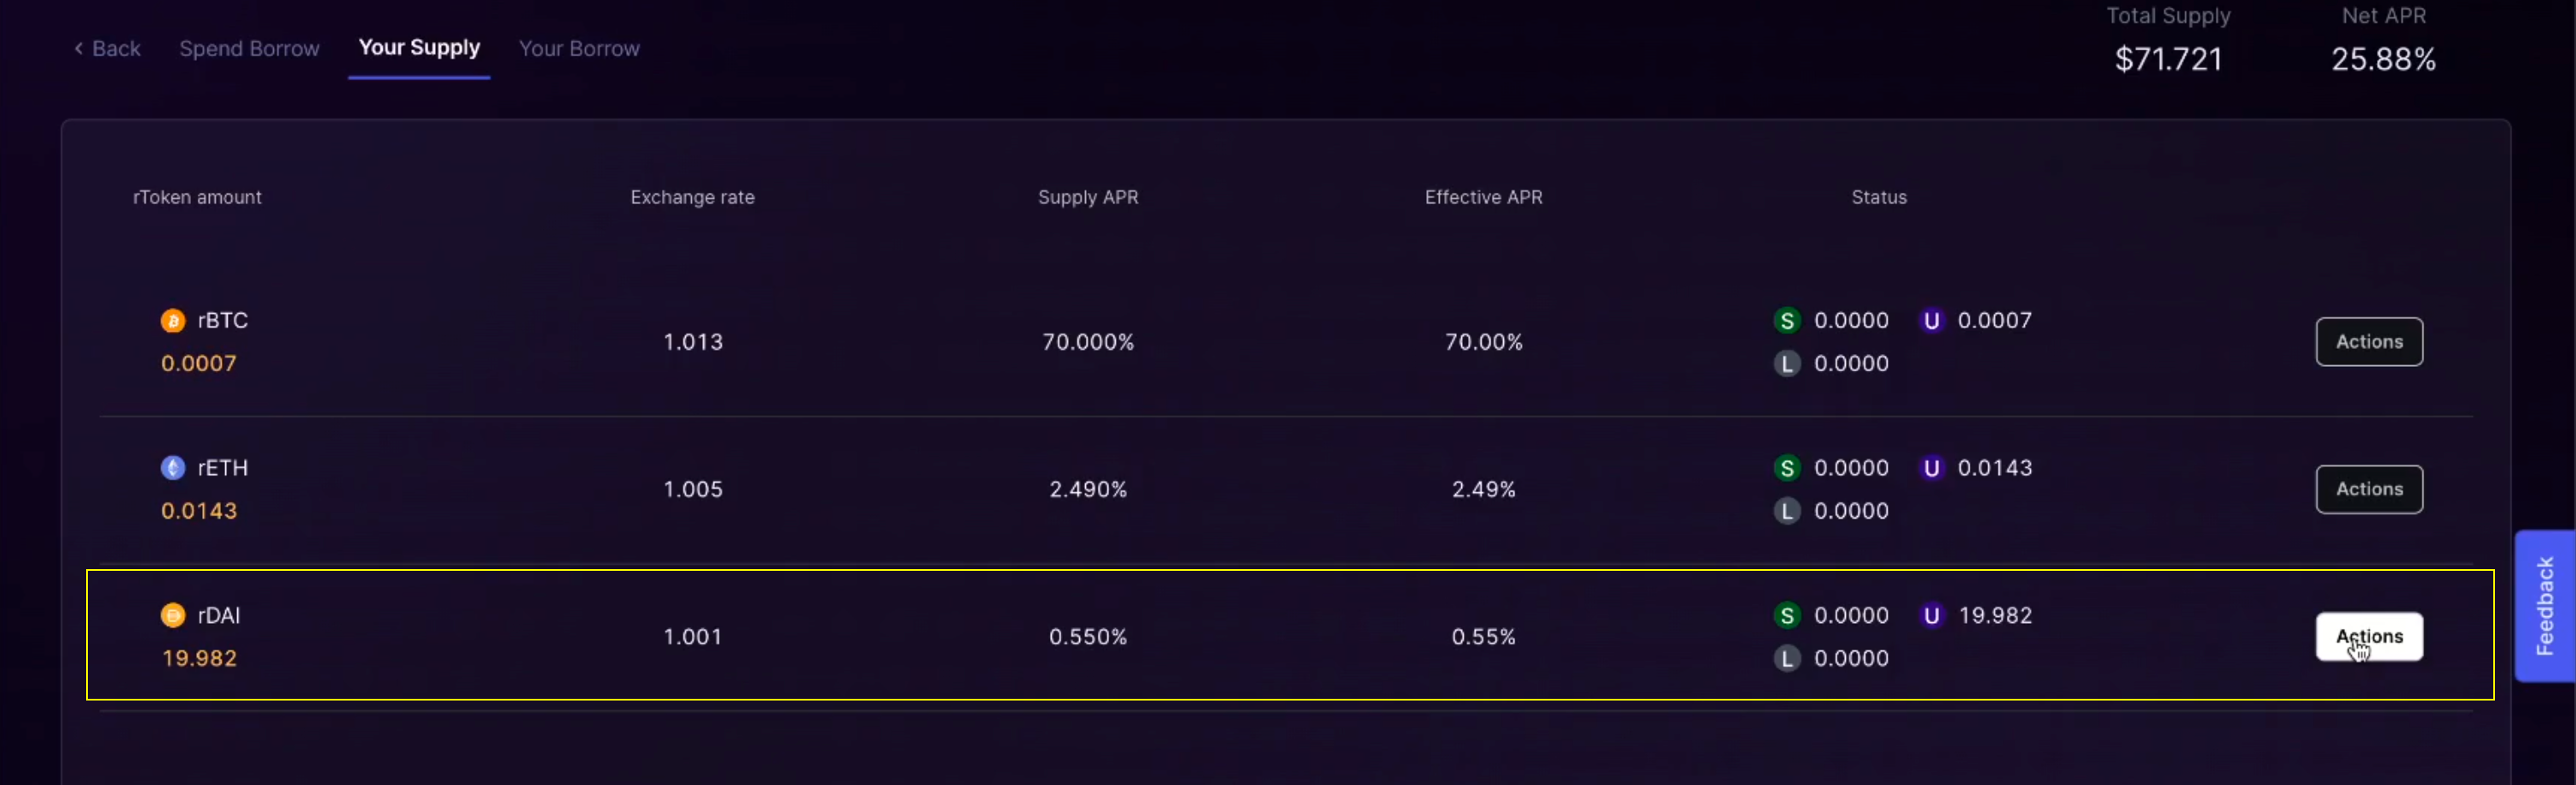 Total Supply Net APR
‹ Back Spend Borrow Your Supply Your Borrow
$71.721 25.88%
rToken amount Exchange rate Supply APR Effective APR Status
rBTC S 0.0000 U 0.0007
0.0007 1.013 70.000% 70.00% Actions
L 0.0000
rETH S 0.0000 U 0.0143
0.0143 1.005 2.490% 2.49% Actions
L 0.0000
rDAI S 0.0000 U 19.982
19.982 1.001 0.550% 0.55% Actions
L 0.0000
Feedback